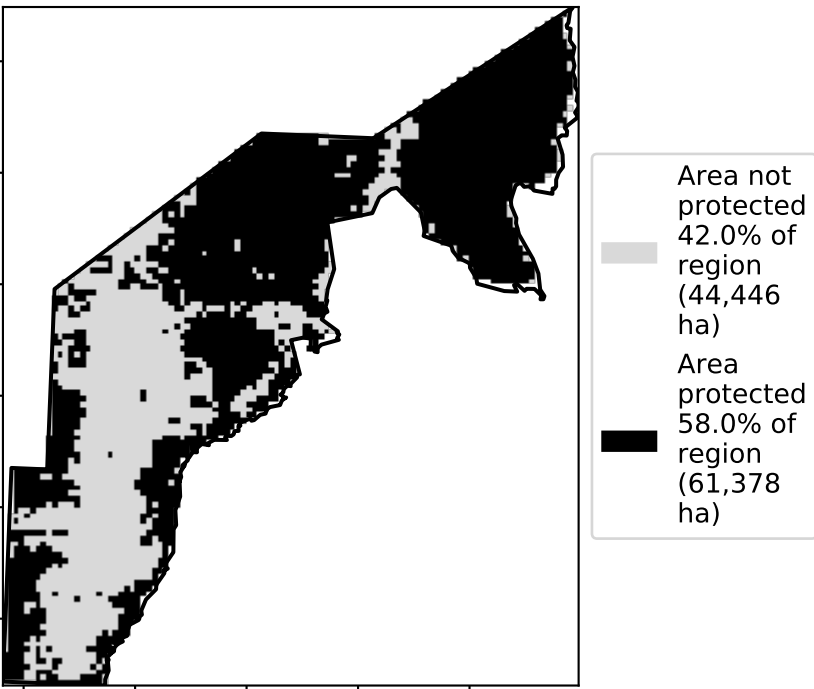 Area not
protected
42.0% of
region
(44,446
ha)
Area
protected
58.0% of
region
(61,378
ha)